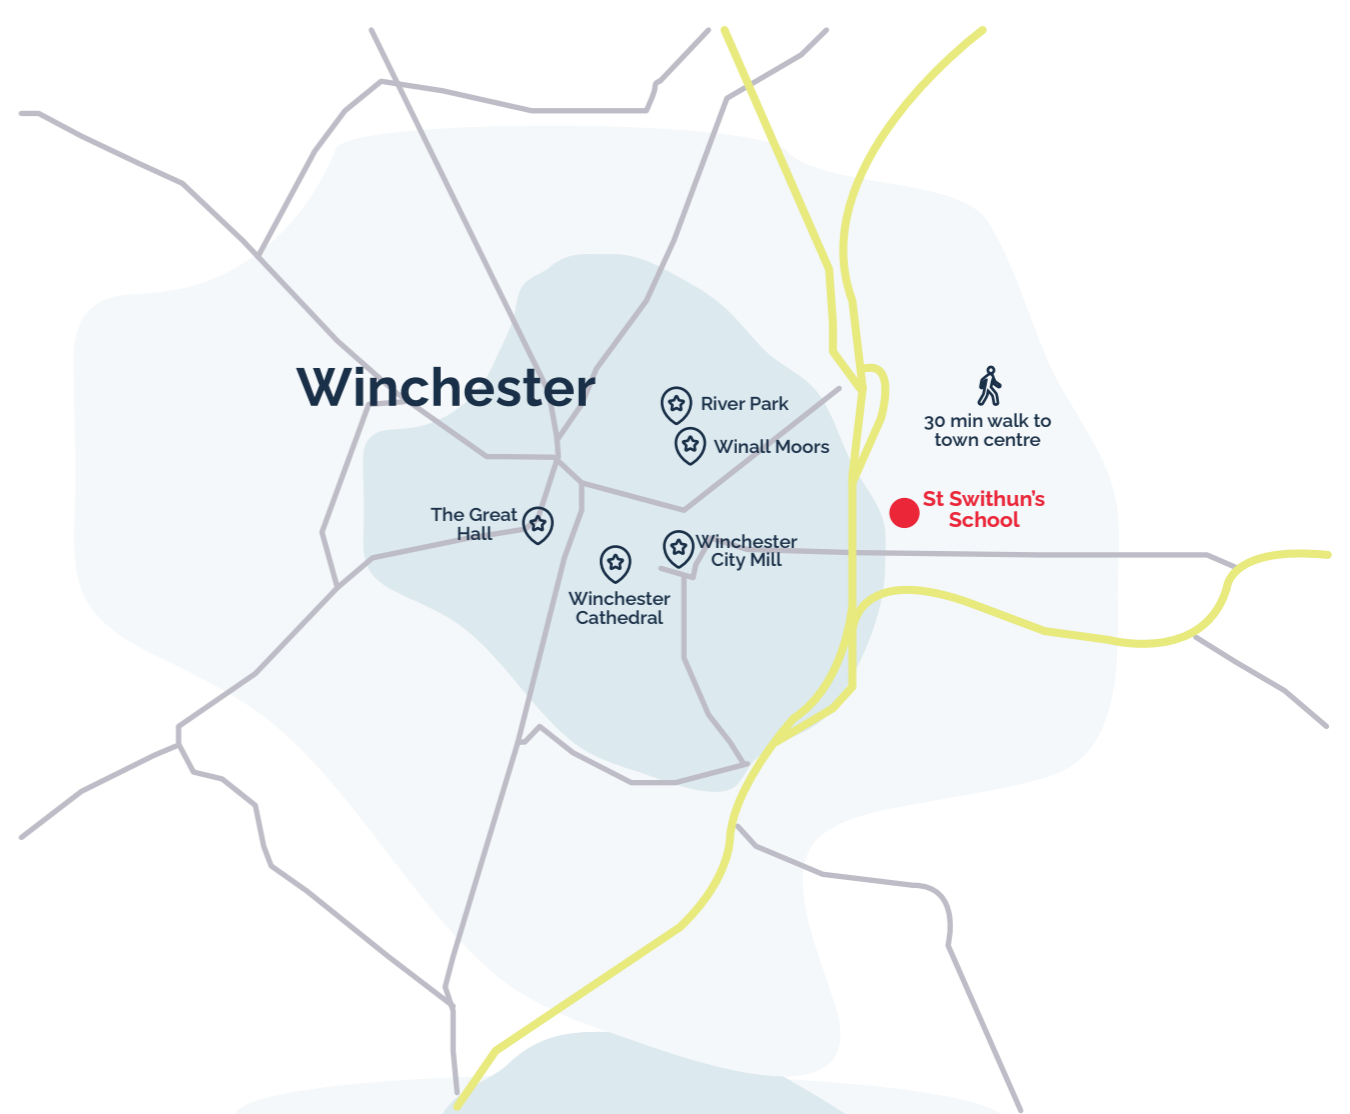 Winchester
River Park
Winall Moors
30 min walk to
town centre
The Great
Hall
St Swithun's
School
Winchester
City Mill
Winchester
Cathedral